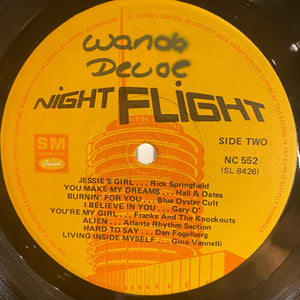 Wanda
Devoe
NIGHT FLIGHT
SM
Capitol
SIDE TWO
NC 552
(SL 8426)
JESSIE'S GIRL . . . Rick Springfield
YOU MAKE MY DREAMS . . . Hall & Oates
BURNIN' FOR YOU . . . Blue Oyster Cult
I BELIEVE IN YOU . . . Gary O'
YOU'RE MY GIRL . . . Franke And The Knockouts
ALIEN . . . Atlanta Rhythm Section
HARD TO SAY . . . Dan Fogelberg
LIVING INSIDE MYSELF . . . Gino Vannelli